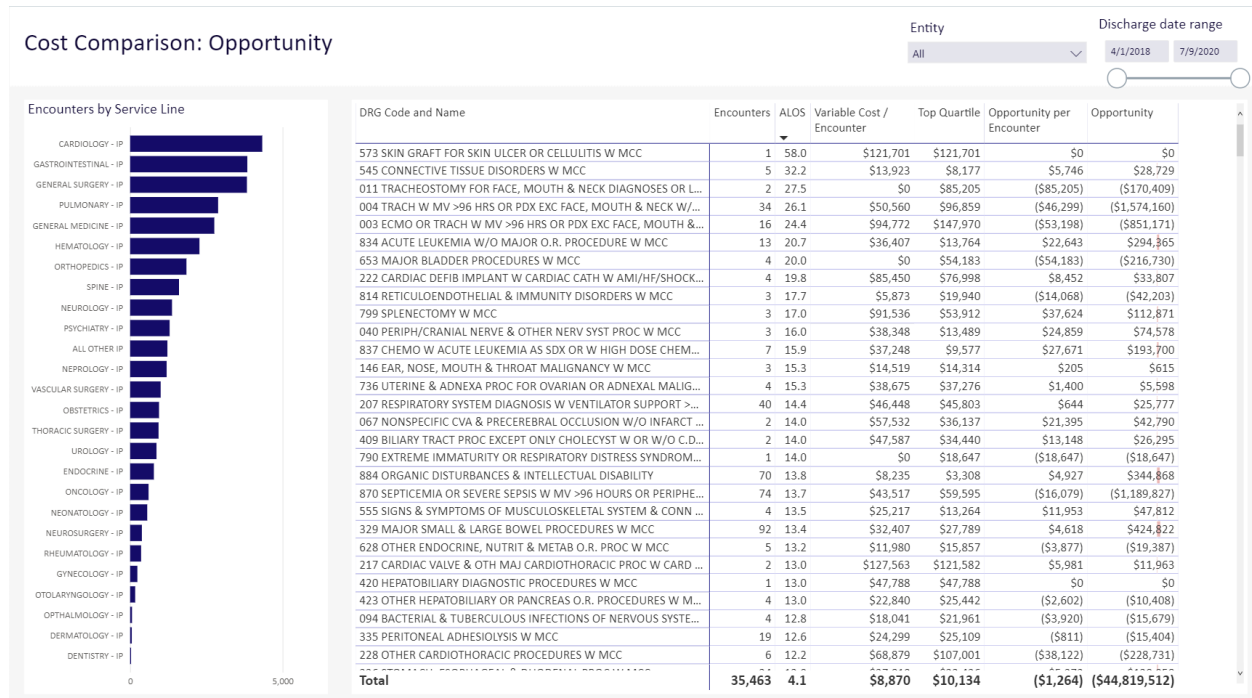 Cost Comparison: Opportunity
Entity
All
Discharge date range
4/1/2018 7/9/2020
Encounters by Service Line
CARDIOLOGY - IP
GASTROINTESTINAL - IP
GENERAL SURGERY - IP
PULMONARY - IP
GENERAL MEDICINE - IP
HEMATOLOGY - IP
ORTHOPEDICS - IP
SPINE - IP
NEUROLOGY - IP
PSYCHIATRY - IP
ALL OTHER IP
NEPROLOGY - IP
VASCULAR SURGERY - IP
OBSTETRICS - IP
THORACIC SURGERY - IP
UROLOGY - IP
ENDOCRINE - IP
ONCOLOGY - IP
NEONATOLOGY - IP
NEUROSURGERY - IP
RHEUMATOLOGY - IP
GYNECOLOGY - IP
OTOLARYNGOLOGY - IP
OPTHALMOLOGY - IP
DERMATOLOGY - IP
DENTISTRY - IP
0 5,000
DRG Code and Name Encounters ALOS Variable Cost / Top Quartile Opportunity per Opportunity
Encounter Encounter
573 SKIN GRAFT FOR SKIN ULCER OR CELLULITIS W MCC 1 58.0 $121,701 $121,701 $0 $0
545 CONNECTIVE TISSUE DISORDERS W MCC 5 32.2 $13,923 $8,177 $5,746 $28,729
011 TRACHEOSTOMY FOR FACE, MOUTH & NECK DIAGNOSES OR L... 2 27.5 $0 $85,205 ($85,205) ($170,409)
004 TRACH W MV >96 HRS OR PDX EXC FACE, MOUTH & NECK W/... 34 26.1 $50,560 $96,859 ($46,299) ($1,574,160)
003 ECMO OR TRACH W MV >96 HRS OR PDX EXC FACE, MOUTH &... 16 24.4 $94,772 $147,970 ($53,198) ($851,171)
834 ACUTE LEUKEMIA W/O MAJOR O.R. PROCEDURE W MCC 13 20.7 $36,407 $13,764 $22,643 $294,365
653 MAJOR BLADDER PROCEDURES W MCC 4 20.0 $0 $54,183 ($54,183) ($216,730)
222 CARDIAC DEFIB IMPLANT W CARDIAC CATH W AMI/HF/SHOCK... 4 19.8 $85,450 $76,998 $8,452 $33,807
814 RETICULOENDOTHELIAL & IMMUNITY DISORDERS W MCC 3 17.7 $5,873 $19,940 ($14,068) ($42,203)
799 SPLENECTOMY W MCC 3 17.0 $91,536 $53,912 $37,624 $112,871
040 PERIPH/CRANIAL NERVE & OTHER NERV SYST PROC W MCC 3 16.0 $38,348 $13,489 $24,859 $74,578
837 CHEMO W ACUTE LEUKEMIA AS SDX OR W HIGH DOSE CHEM... 7 15.9 $37,248 $9,577 $27,671 $193,700
146 EAR, NOSE, MOUTH & THROAT MALIGNANCY W MCC 3 15.3 $14,519 $14,314 $205 $615
736 UTERINE & ADNEXA PROC FOR OVARIAN OR ADNEXAL MALIG... 4 15.3 $38,675 $37,276 $1,400 $5,598
207 RESPIRATORY SYSTEM DIAGNOSIS W VENTILATOR SUPPORT >... 40 14.4 $46,448 $45,803 $644 $25,777
067 NONSPECIFIC CVA & PRECEREBRAL OCCLUSION W/O INFARCT ... 2 14.0 $57,532 $36,137 $21,395 $42,790
409 BILIARY TRACT PROC EXCEPT ONLY CHOLECYST W OR W/O C.D... 2 14.0 $47,587 $34,440 $13,148 $26,295
790 EXTREME IMMATURITY OR RESPIRATORY DISTRESS SYNDROM... 1 14.0 $0 $18,647 ($18,647) ($18,647)
884 ORGANIC DISTURBANCES & INTELLECTUAL DISABILITY 70 13.8 $8,235 $3,308 $4,927 $344,868
870 SEPTICEMIA OR SEVERE SEPSIS W MV >96 HOURS OR PERIPHE... 74 13.7 $43,517 $59,595 ($16,079) ($1,189,827)
555 SIGNS & SYMPTOMS OF MUSCULOSKELETAL SYSTEM & CONN ... 4 13.5 $25,217 $13,264 $11,953 $47,812
329 MAJOR SMALL & LARGE BOWEL PROCEDURES W MCC 92 13.4 $32,407 $27,789 $4,618 $424,822
628 OTHER ENDOCRINE, NUTRIT & METAB O.R. PROC W MCC 5 13.2 $11,980 $15,857 ($3,877) ($19,387)
217 CARDIAC VALVE & OTH MAJ CARDIOTHORACIC PROC W CARD ... 2 13.0 $127,563 $121,582 $5,981 $11,963
420 HEPATOBILIARY DIAGNOSTIC PROCEDURES W MCC 1 13.0 $47,788 $47,788 $0 $0
423 OTHER HEPATOBILIARY OR PANCREAS O.R. PROCEDURES W M... 4 13.0 $22,840 $25,442 ($2,602) ($10,408)
094 BACTERIAL & TUBERCULOUS INFECTIONS OF NERVOUS SYSTE... 4 12.8 $18,041 $21,961 ($3,920) ($15,679)
335 PERITONEAL ADHESIOLYSIS W MCC 19 12.6 $24,299 $25,109 ($811) ($15,404)
228 OTHER CARDIOTHORACIC PROCEDURES W MCC 6 12.2 $68,879 $107,001 ($38,122) ($228,731)
Total 35,463 4.1 $8,870 $10,134 ($1,264) ($44,819,512)